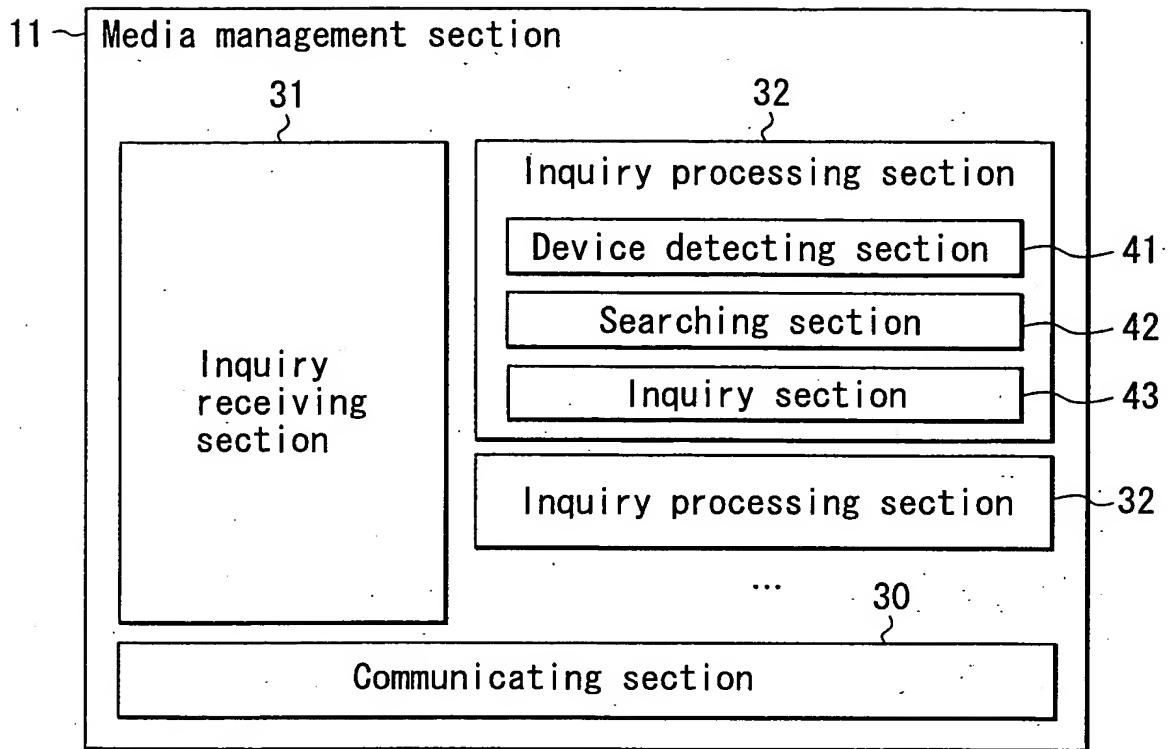 11 Media management section
31
32
Inquiry processing section
Device detecting section
41
Searching section
42
Inquiry section
43
Inquiry
receiving
section
Inquiry processing section
32
...
30
Communicating section